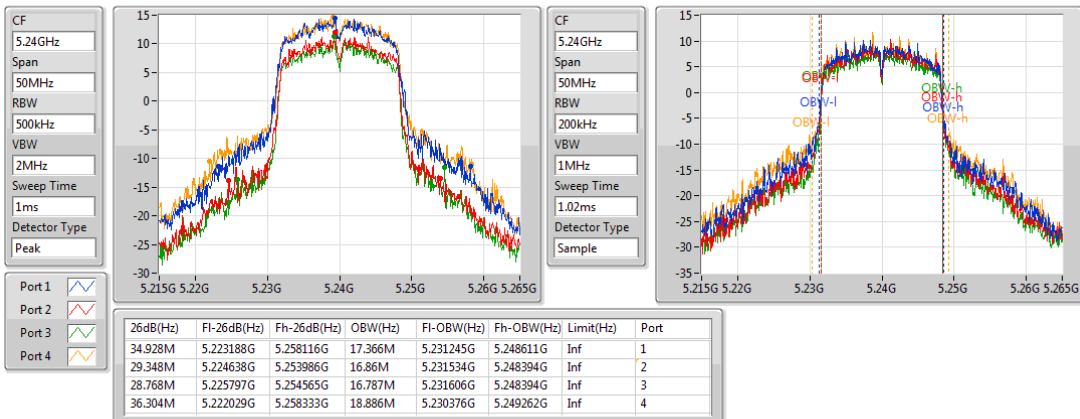 CF
5.24GHz
Span
50MHz
RBW
500kHz
VBW
2MHz
Sweep Time
1ms
Detector Type
Peak
15
10
5
0
-5
-10
-15
-20
-25
-30
5.215G 5.22G 5.23G 5.24G 5.25G 5.26G 5.265G
CF
5.24GHz
Span
50MHz
RBW
200kHz
VBW
1MHz
Sweep Time
1.02ms
Detector Type
Sample
15
10
5
0
-5
-10
-15
-20
-25
-30
-35
OBW-l
OBW-l
OBW-l
OBW-h
OBW-h
OBW-h
OBW-h
5.215G 5.22G 5.23G 5.24G 5.25G 5.26G 5.265G
Port 1
Port 2
Port 3
Port 4
26dB(Hz) Fl-26dB(Hz) Fh-26dB(Hz) OBW(Hz) Fl-OBW(Hz) Fh-OBW(Hz) Limit(Hz) Port
34.928M 5.223188G 5.258116G 17.366M 5.231245G 5.248611G Inf 1
29.348M 5.224638G 5.253986G 16.86M 5.231534G 5.248394G Inf 2
28.768M 5.225797G 5.254565G 16.787M 5.231606G 5.248394G Inf 3
36.304M 5.222029G 5.258333G 18.886M 5.230376G 5.249262G Inf 4